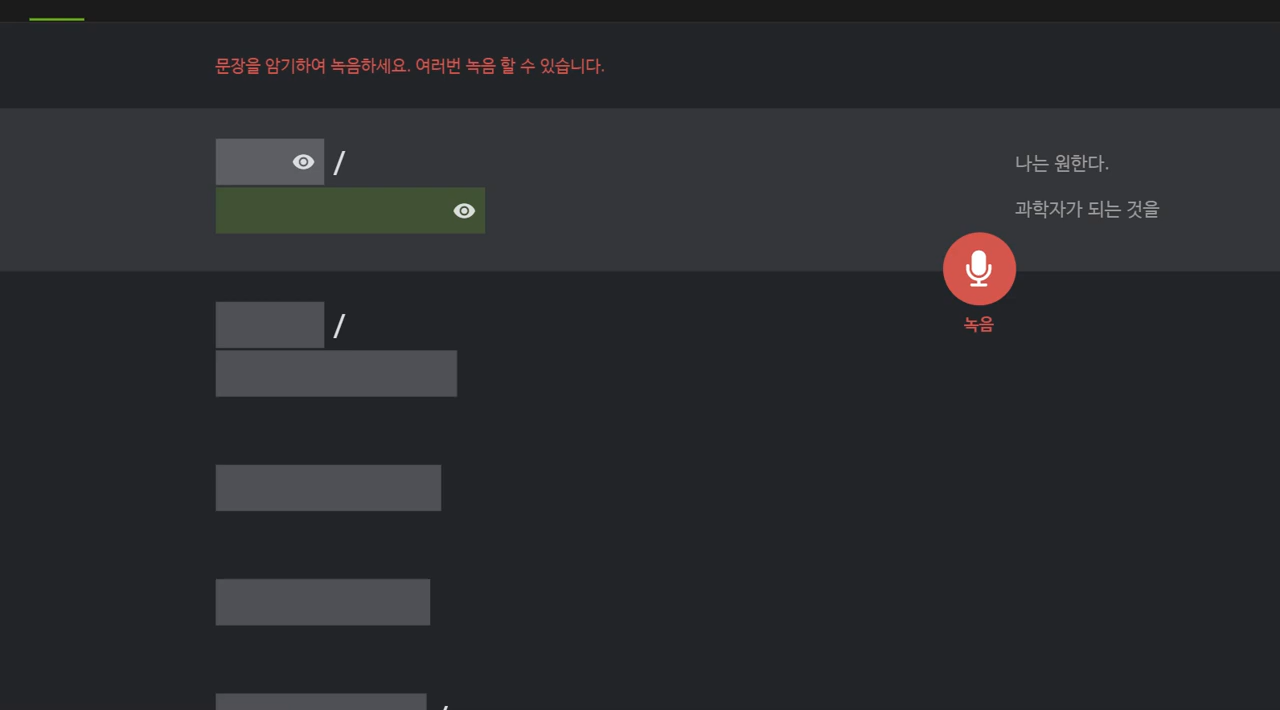 문장을 암기하여 녹음하세요. 여러번 녹음 할 수 있습니다.
/
나는 원한다.
과학자가 되는 것을
녹음
/